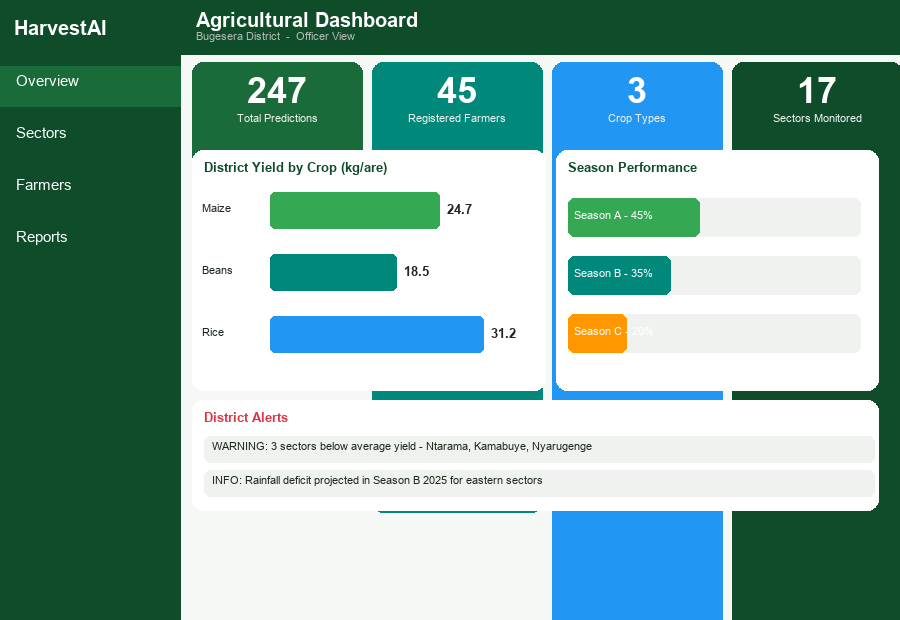 HarvestAI
Agricultural Dashboard
Bugesera District - Officer View
Overview
Sectors
Farmers
Reports
247
Total Predictions
45
Registered Farmers
3
Crop Types
17
Sectors Monitored
District Yield by Crop (kg/are)
Maize 24.7
Beans 18.5
Rice 31.2
Season Performance
Season A - 45%
Season B - 35%
Season C - 20%
District Alerts
WARNING: 3 sectors below average yield - Ntarama, Kamabuye, Nyarugenge
INFO: Rainfall deficit projected in Season B 2025 for eastern sectors